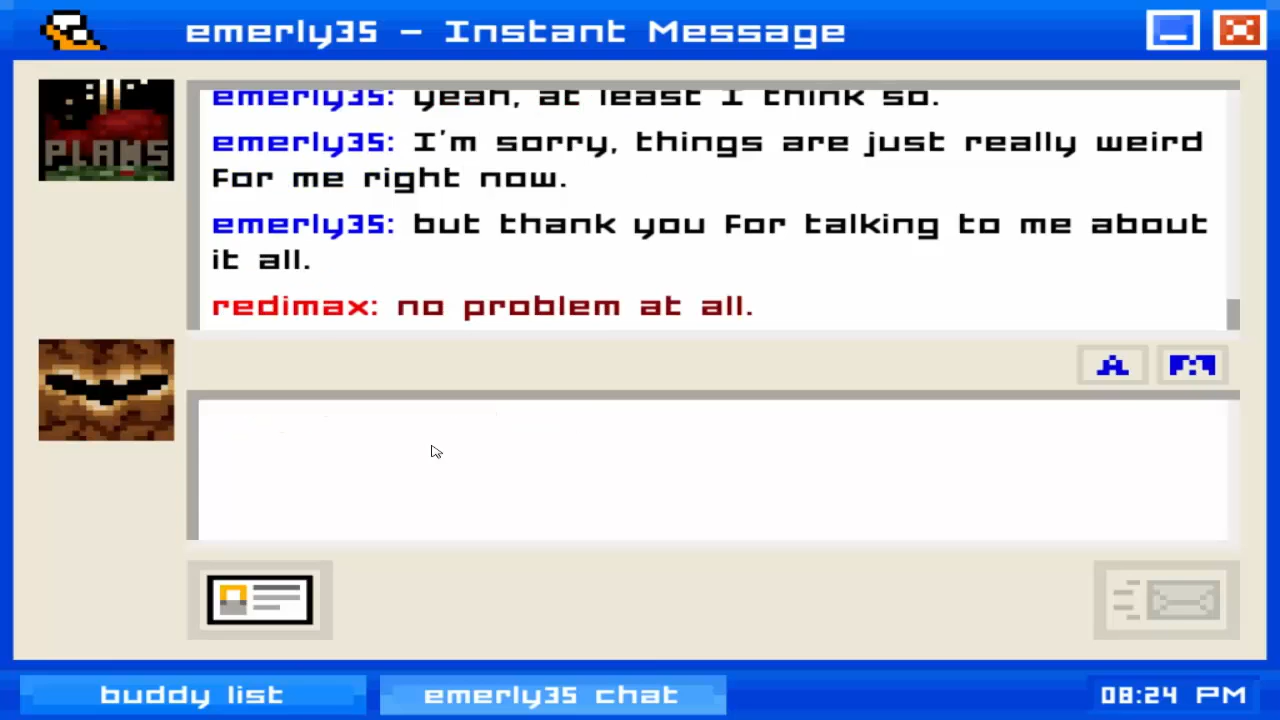 emerly35 - Instant Message
emerly35: yeah, at least I think so.
emerly35: I'm sorry, things are just really weird
for me right now.
emerly35: but thank you for talking to me about
it all.
redimax: no problem at all.
PLAWS
A
buddy list
emerly35 chat
08:24 PM